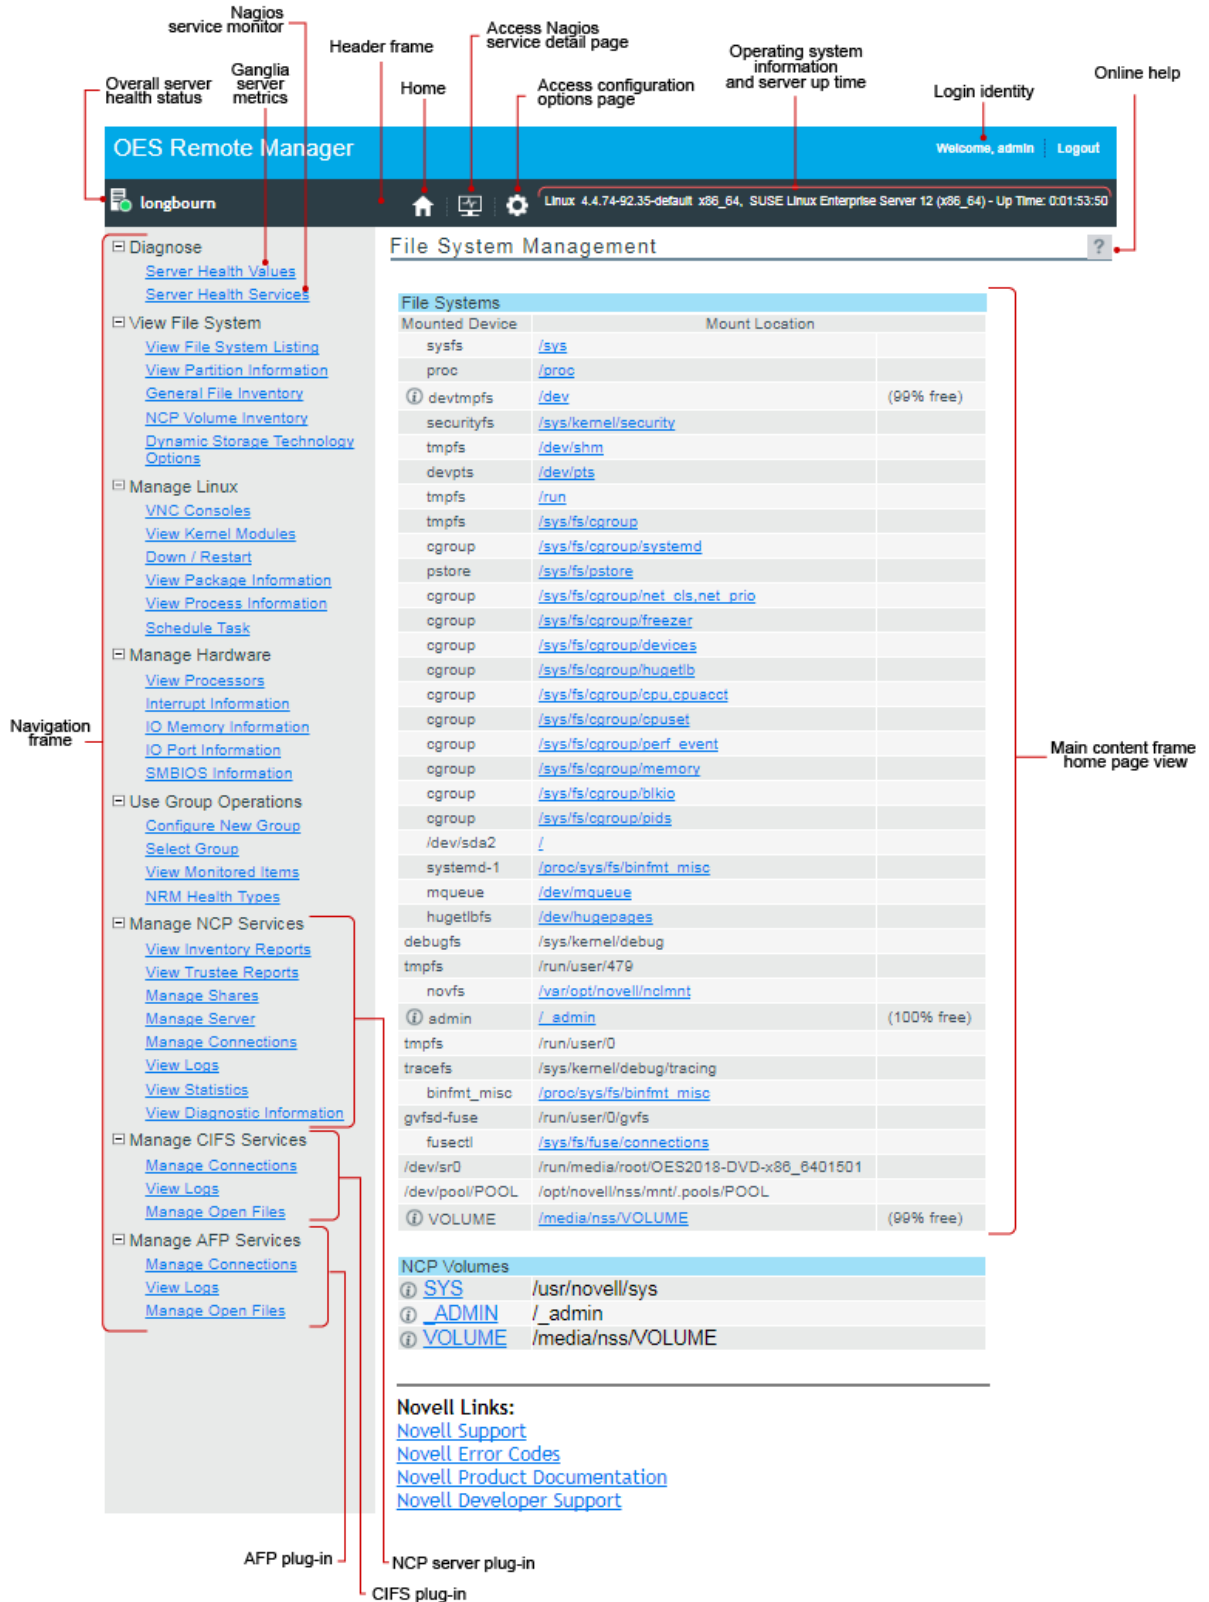 Nagios
service monitor
Access Nagios
service detail page
Header frame
Operating system
information
and server up time
Overall server
health status
Ganglia
server
metrics
Home
Access configuration
options page
Login identity
Online help
OES Remote Manager
Welcome, admin
Logout
longbourn
Linux 4.4.74-92.35-default x86_64, SUSE Linux Enterprise Server 12 (x86_64) - Up Time: 0:01:53:50
Diagnose
Server Health Values
Server Health Services
View File System
View File System Listing
View Partition Information
General File Inventory
NCP Volume Inventory
Dynamic Storage Technology
Options
Manage Linux
VNC Consoles
View Kernel Modules
Down / Restart
View Package Information
View Process Information
Schedule Task
Manage Hardware
View Processors
Interrupt Information
IO Memory Information
IO Port Information
SMBIOS Information
Use Group Operations
Configure New Group
Select Group
View Monitored Items
NRM Health Types
Manage NCP Services
View Inventory Reports
View Trustee Reports
Manage Shares
Manage Server
Manage Connections
View Logs
View Statistics
View Diagnostic Information
Manage CIFS Services
Manage Connections
View Logs
Manage Open Files
Manage AFP Services
Manage Connections
View Logs
Manage Open Files
Navigation
frame
File System Management
?
File Systems
Mounted Device Mount Location
sysfs /sys
proc /proc
devtmpfs /dev (99% free)
securityfs /sys/kernel/security
tmpfs /dev/shm
devpts /dev/pts
tmpfs /run
tmpfs /sys/fs/cgroup
cgroup /sys/fs/cgroup/systemd
pstore /sys/fs/pstore
cgroup /sys/fs/cgroup/net_cls,net_prio
cgroup /sys/fs/cgroup/freezer
cgroup /sys/fs/cgroup/devices
cgroup /sys/fs/cgroup/hugetlb
cgroup /sys/fs/cgroup/cpu,cpuacct
cgroup /sys/fs/cgroup/cpuset
cgroup /sys/fs/cgroup/perf_event
cgroup /sys/fs/cgroup/memory
cgroup /sys/fs/cgroup/blkio
cgroup /sys/fs/cgroup/pids
/dev/sda2 /
systemd-1 /proc/sys/fs/binfmt_misc
mqueue /dev/mqueue
hugetlbfs /dev/hugepages
debugfs /sys/kernel/debug
tmpfs /run/user/479
novfs /var/opt/novell/nclmnt
admin /_admin (100% free)
tmpfs /run/user/0
tracefs /sys/kernel/debug/tracing
binfmt_misc /proc/sys/fs/binfmt_misc
gvfsd-fuse /run/user/0/gvfs
fusectl /sys/fs/fuse/connections
/dev/sr0 /run/media/root/OES2018-DVD-x86_6401501
/dev/pool/POOL /opt/novell/nss/mnt/.pools/POOL
VOLUME /media/nss/VOLUME (99% free)
Main content frame
home page view
NCP Volumes
SYS /usr/novell/sys
_ADMIN /_admin
VOLUME /media/nss/VOLUME
Novell Links:
Novell Support
Novell Error Codes
Novell Product Documentation
Novell Developer Support
AFP plug-in
NCP server plug-in
CIFS plug-in